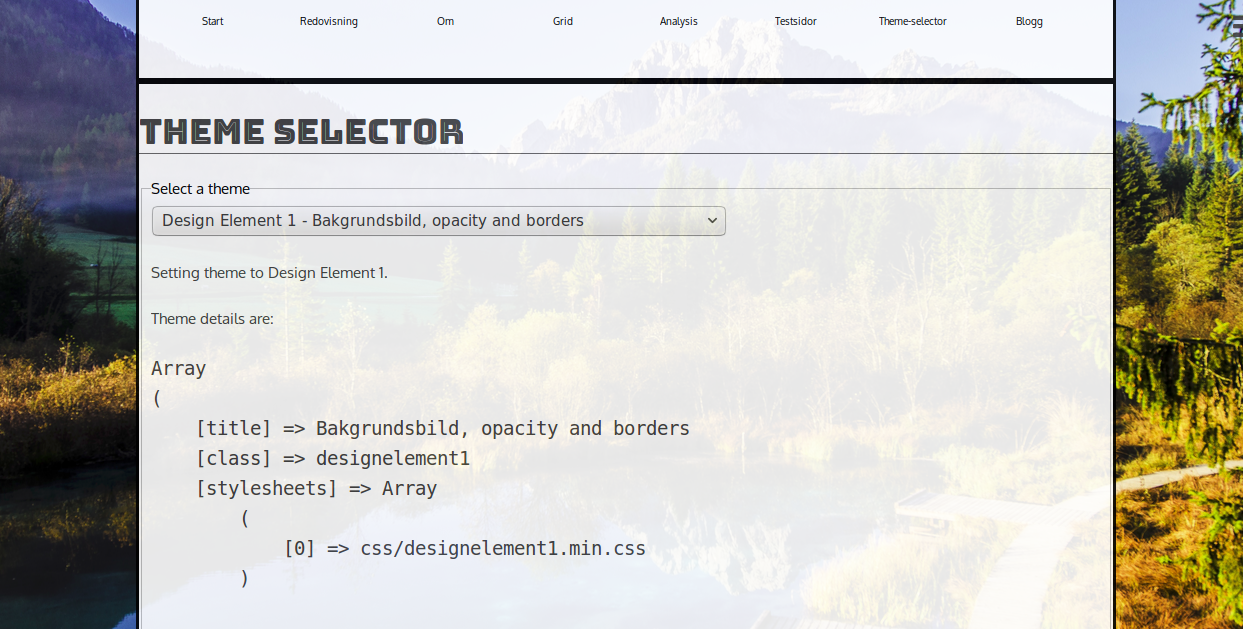 Start Redovisning Om Grid Analysis Testsidor Theme-selector Blogg
THEME SELECTOR
Select a theme
Design Element 1 - Bakgrundsbild, opacity and borders
Setting theme to Design Element 1.
Theme details are:
Array
(
[title] => Bakgrundsbild, opacity and borders
[class] => designelement1
[stylesheets] => Array
(
[0] => css/designelement1.min.css
)